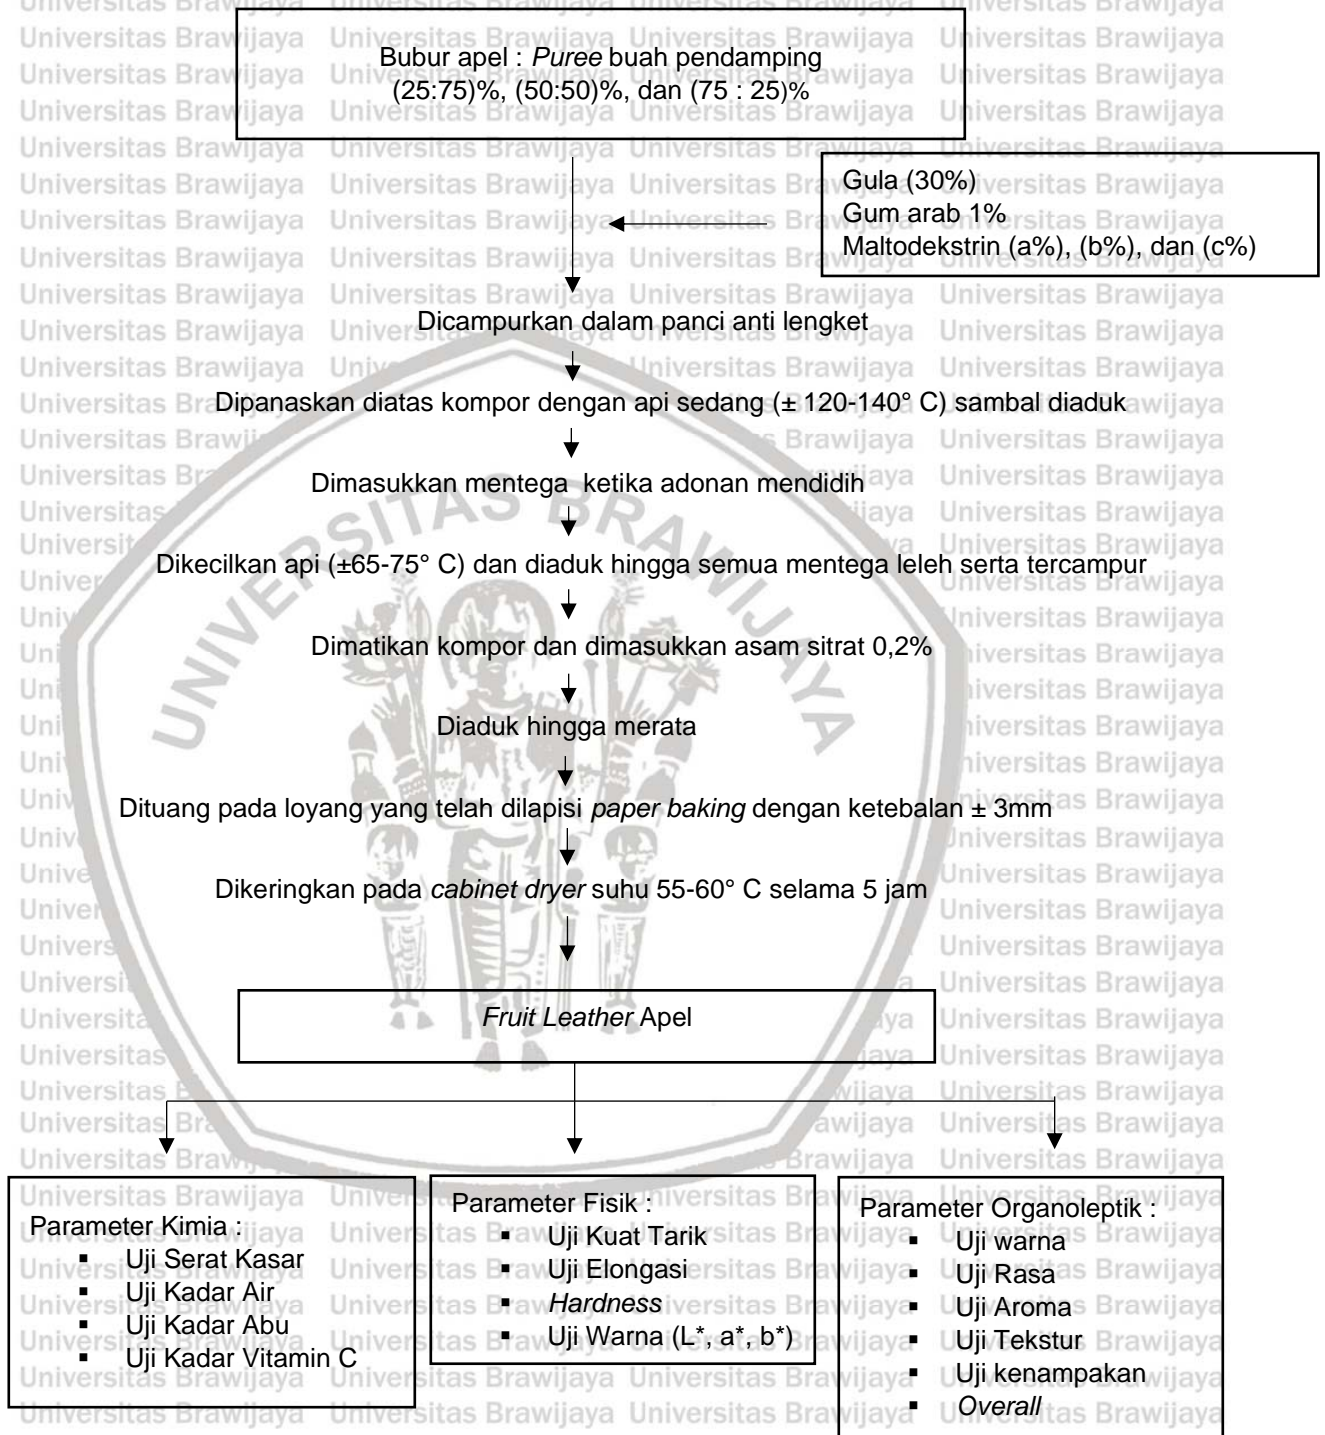 Bubur apel : Puree buah pendamping
(25:75)%, (50:50)%, dan (75 : 25)%
Gula (30%)
Gum arab 1%
Maltodekstrin (a%), (b%), dan (c%)
Dicampurkan dalam panci anti lengket
Dipanaskan diatas kompor dengan api sedang (± 120-140° C) sambal diaduk
Dimasukkan mentega ketika adonan mendidih
Dikecilkan api (±65-75° C) dan diaduk hingga semua mentega leleh serta tercampur
Dimatikan kompor dan dimasukkan asam sitrat 0,2%
Diaduk hingga merata
Dituang pada loyang yang telah dilapisi paper baking dengan ketebalan ± 3mm
Dikeringkan pada cabinet dryer suhu 55-60° C selama 5 jam
Fruit Leather Apel
Parameter Kimia :
▪ Uji Serat Kasar
▪ Uji Kadar Air
▪ Uji Kadar Abu
▪ Uji Kadar Vitamin C
Parameter Fisik :
▪ Uji Kuat Tarik
▪ Uji Elongasi
▪ Hardness
▪ Uji Warna (L*, a*, b*)
Parameter Organoleptik :
▪ Uji warna
▪ Uji Rasa
▪ Uji Aroma
▪ Uji Tekstur
▪ Uji kenampakan
▪ Overall
UNIVERSITAS BRAWIJAYA
Universitas Brawijaya